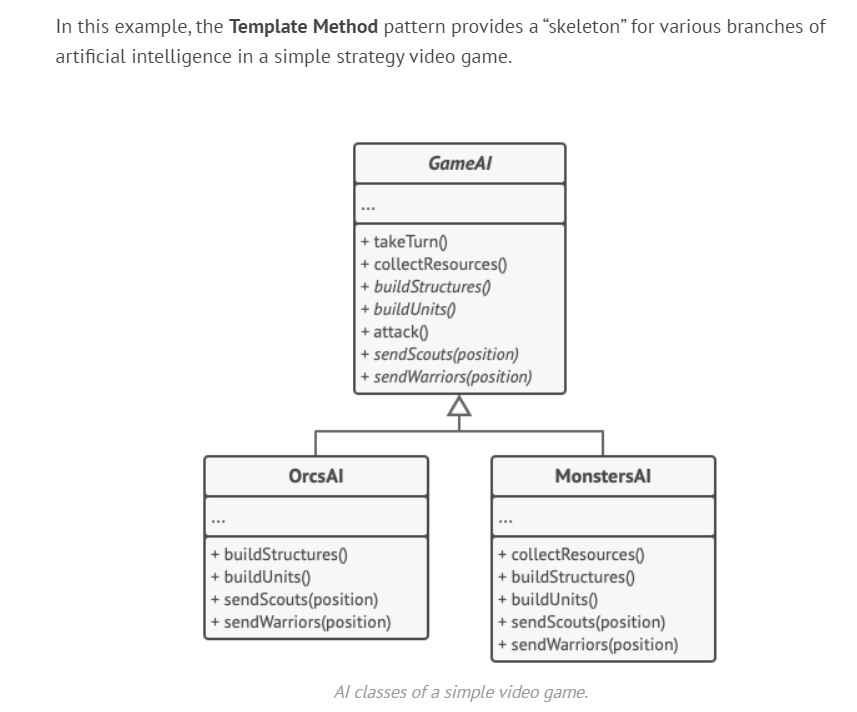 In this example, the Template Method pattern provides a “skeleton” for various branches of
artificial intelligence in a simple strategy video game.
GameAI
...
+ takeTurn()
+ collectResources()
+ buildStructures()
+ buildUnits()
+ attack()
+ sendScouts(position)
+ sendWarriors(position)
OrcsAI
...
+ buildStructures()
+ buildUnits()
+ sendScouts(position)
+ sendWarriors(position)
MonstersAI
...
+ collectResources()
+ buildStructures()
+ buildUnits()
+ sendScouts(position)
+ sendWarriors(position)
AI classes of a simple video game.